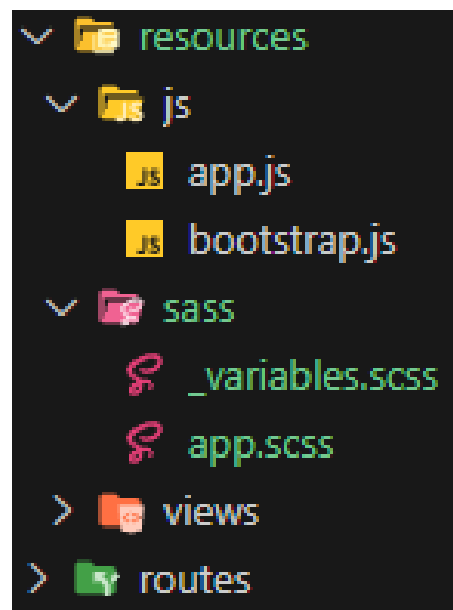 resources
js
app.js
bootstrap.js
sass
_variables.scss
app.scss
views
routes